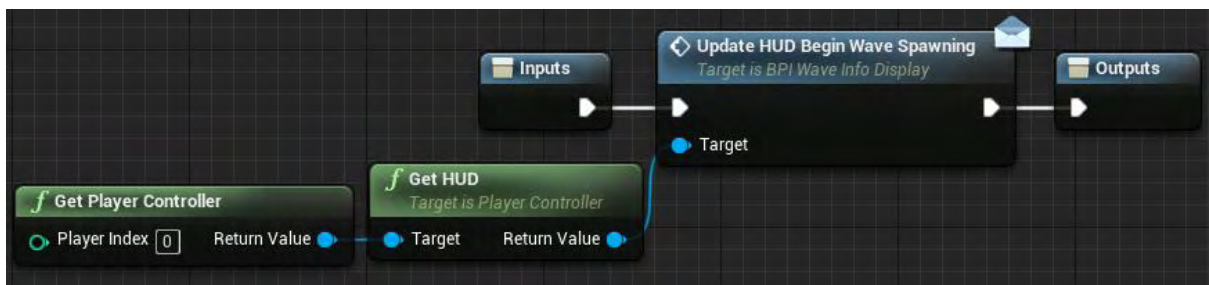 Update HUD Begin Wave Spawning
Target is BPI Wave Info Display
Inputs
Outputs
Target
f Get HUD
Target is Player Controller
f Get Player Controller
Player Index 0 Return Value
Target Return Value